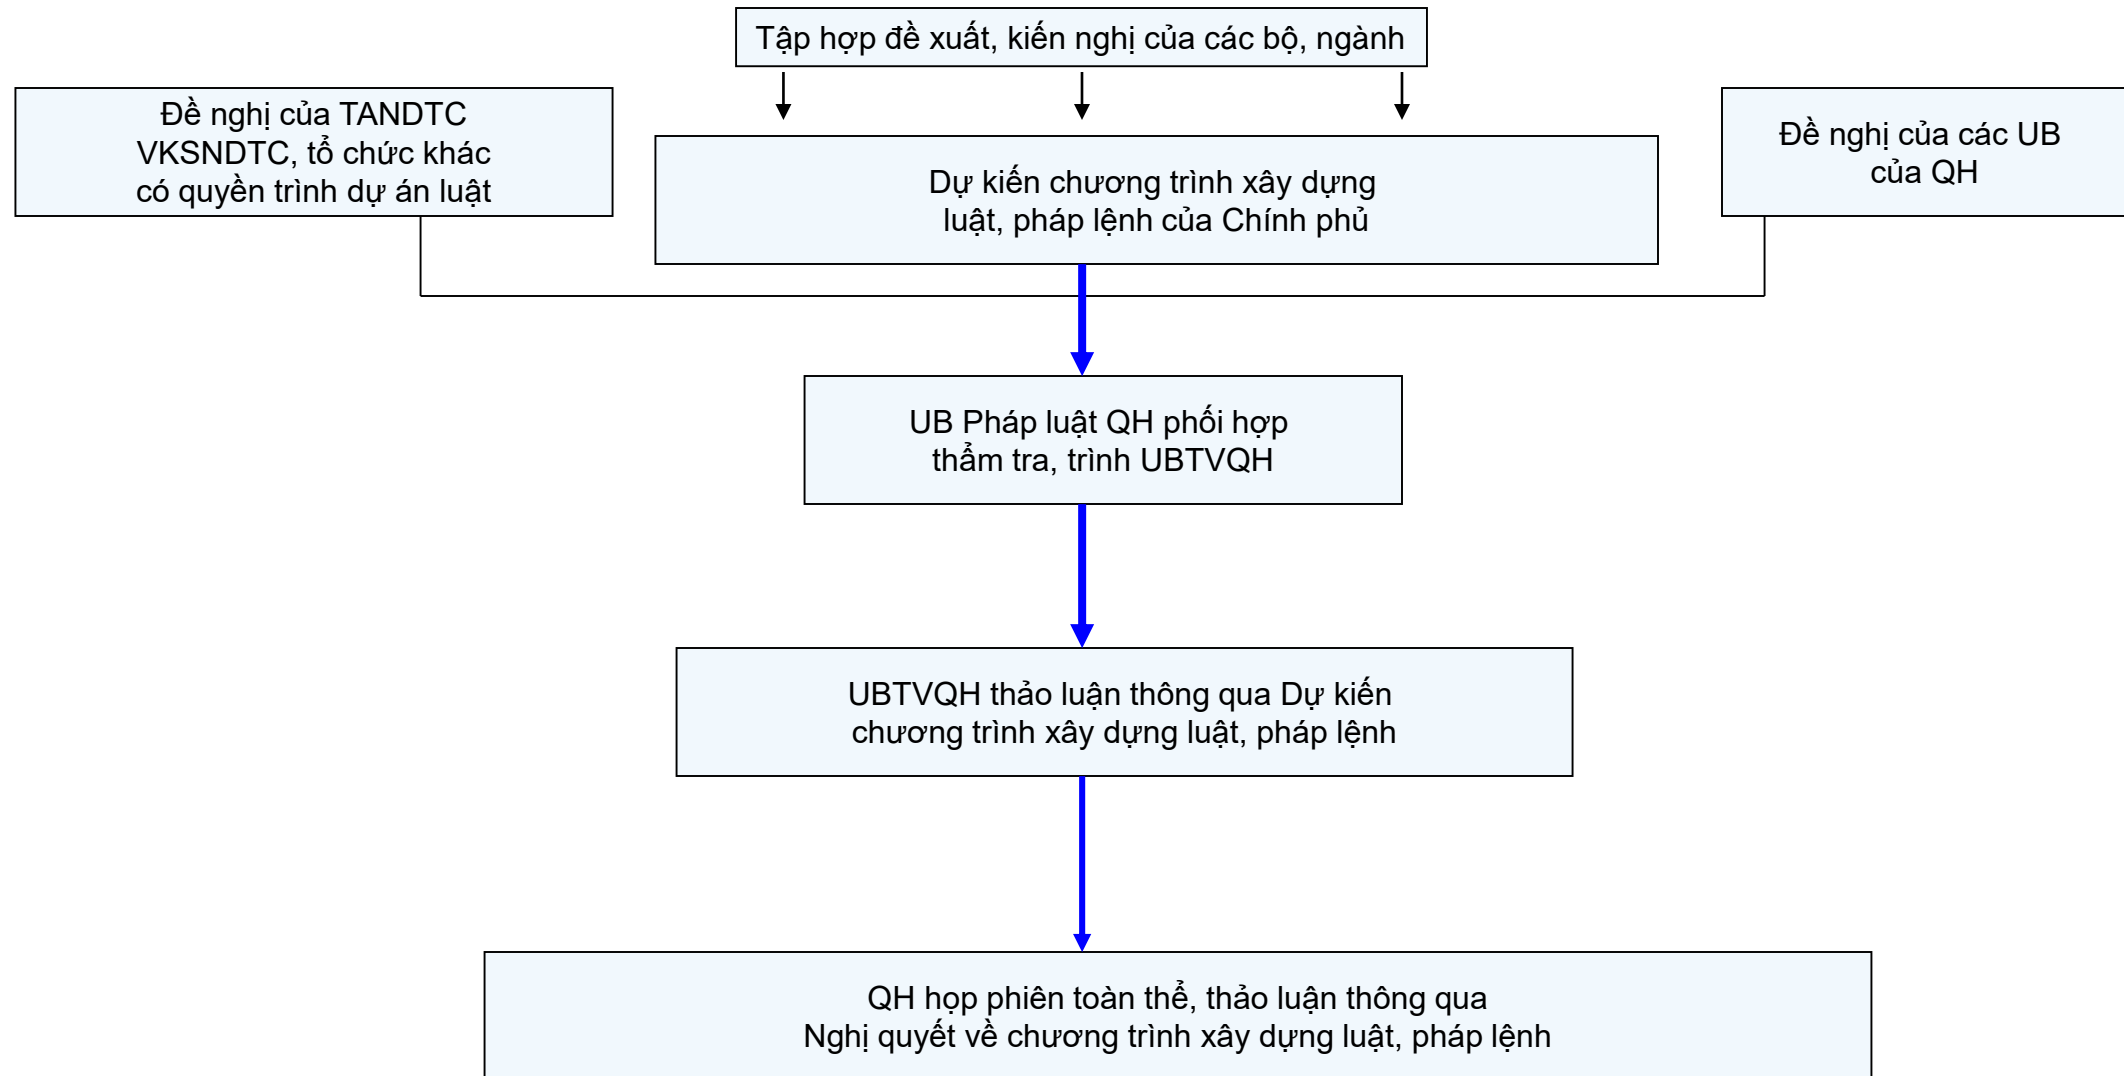 Tập hợp đề xuất, kiến nghị của các bộ, ngành
Đề nghị của TANDTC
VKSNDTC, tổ chức khác
có quyền trình dự án luật
Dự kiến chương trình xây dựng
luật, pháp lệnh của Chính phủ
Đề nghị của các UB
của QH
UB Pháp luật QH phối hợp
thẩm tra, trình UBTVQH
UBTVQH thảo luận thông qua Dự kiến
chương trình xây dựng luật, pháp lệnh
QH họp phiên toàn thể, thảo luận thông qua
Nghị quyết về chương trình xây dựng luật, pháp lệnh